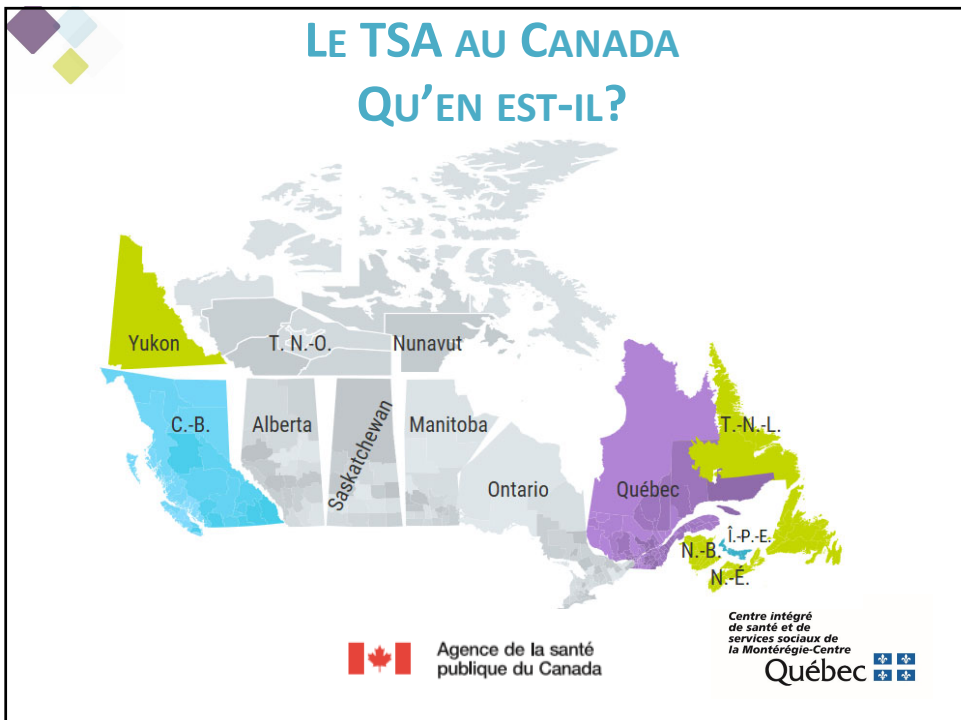 LE TSA AU CANADA
QU'EN EST-IL?
Yukon
T. N.-O.
Nunavut
C.-B.
Alberta
Saskatchewan
Manitoba
Ontario
Québec
T.-N.-L.
Î.-P.-E.
N.-B.
N.-É.
Agence de la santé
publique du Canada
Centre intégré
de santé et de
services sociaux de
la Montérégie-Centre
Québec